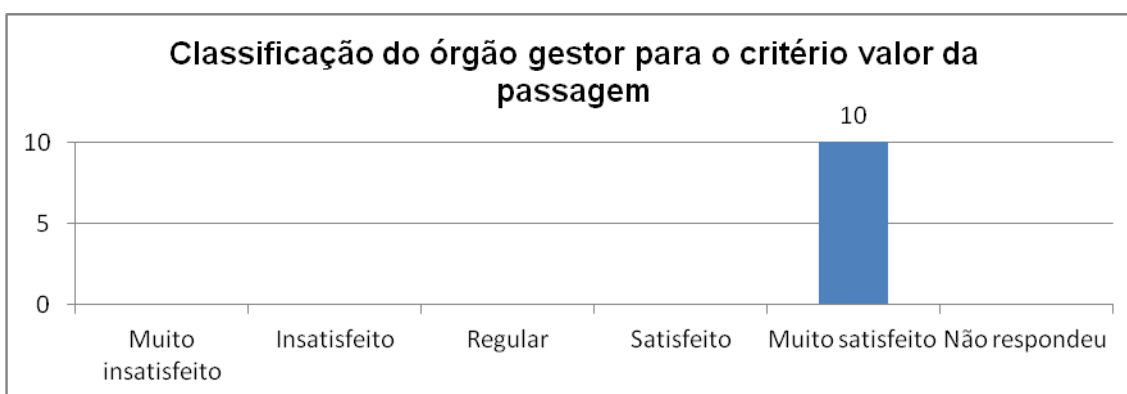 Classificação do órgão gestor para o critério valor da
passagem
10
10
5
0
Muito
insatisfeito
Insatisfeito
Regular
Satisfeito
Muito satisfeito
Não respondeu